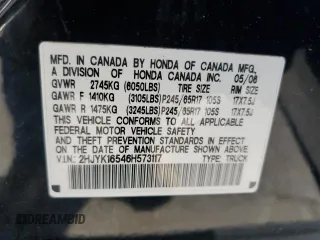 MFD. IN CANADA BY HONDA OF CANADA MFG.,
A DIVISION OF HONDA CANADA INC. 05/06
GVWR 2745KG (6050LBS) TIRE SIZE RIM SIZE
GAWR F 1410KG (3105LBS) P245/65R17 105S 17X7.5J
GAWR R 1475KG (3245LBS) P245/65R17 105S 17X7.5J
THIS VEHICLE CONFORMS TO ALL APPLICABLE FEDERAL
MOTOR VEHICLE SAFETY STANDARDS IN EFFECT ON THE
DATE OF MANUFACTURE SHOWN ABOVE.
V.I.N: 2HJYK16546H573117 TYPE: TRUCK
© DREAMBID